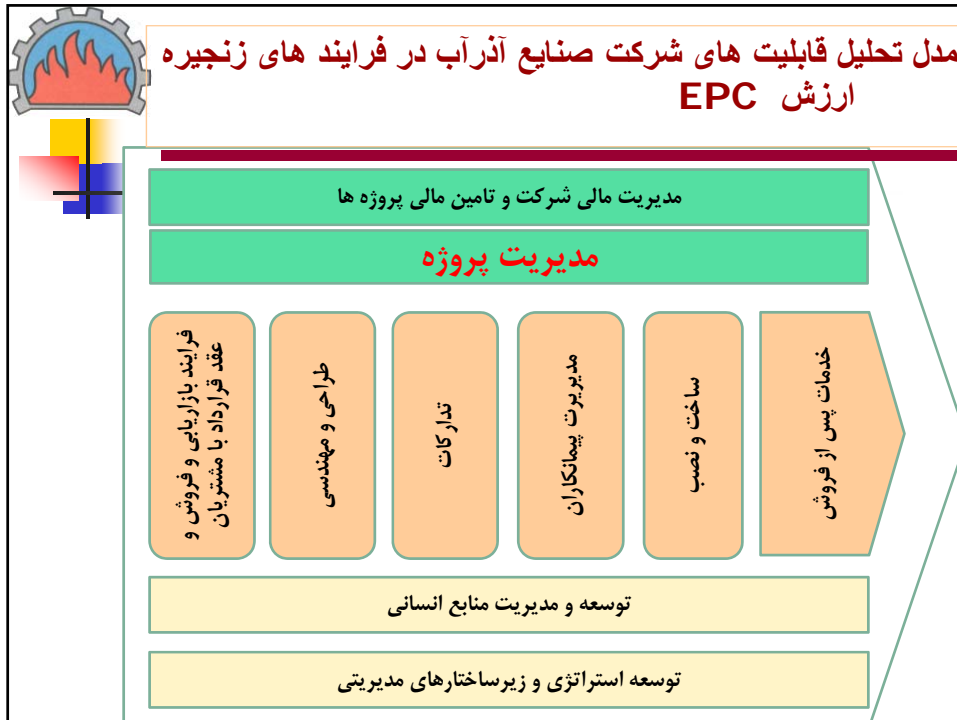 مدل تحلیل قابلیت های شرکت صنایع آذرآب در فرایند های زنجیره
ارزش EPC
مدیریت مالی شرکت و تامین مالی پروژه ها
مدیریت پروژه
فرایند بازاریابی و فروش و
عقد قرارداد با مشتریان
طراحی و مهندسی
تدارکات
مدیریرت پیمانکاران
ساخت و نصب
خدمات پس از فروش
توسعه و مدیریت منابع انسانی
توسعه استراتژی و زیرساختارهای مدیریتی